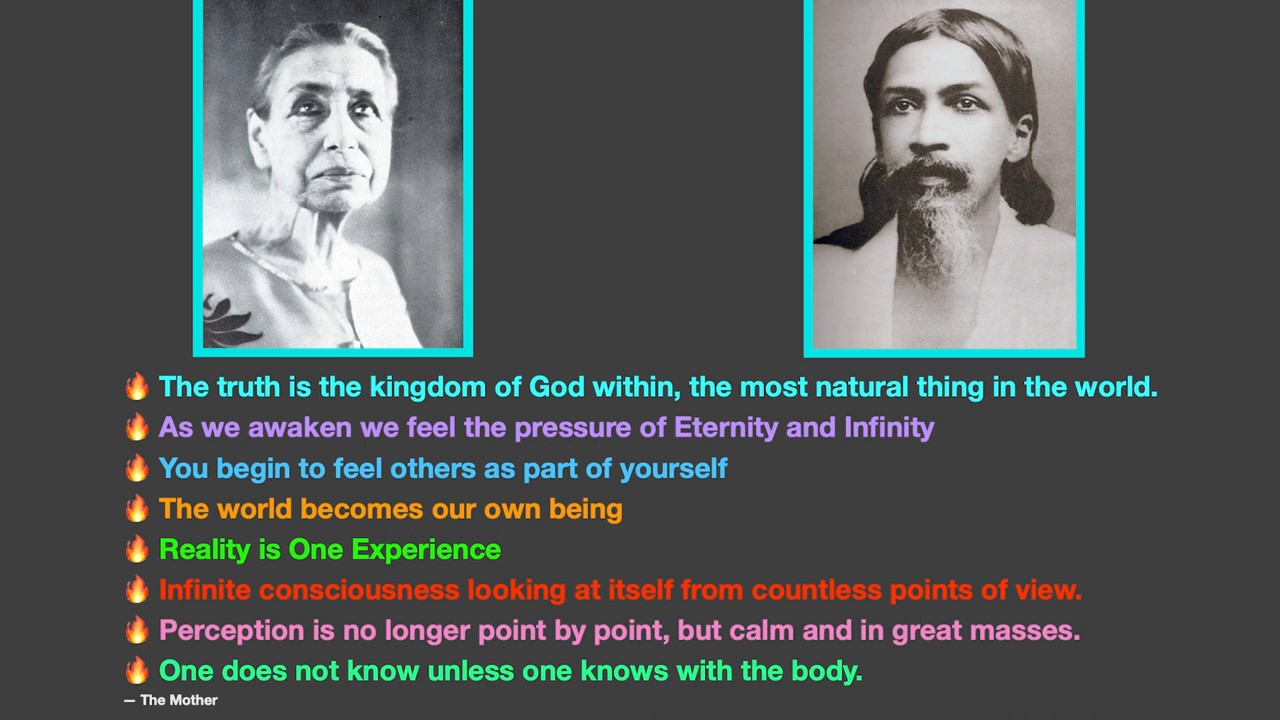 🔥 The truth is the kingdom of God within, the most natural thing in the world.
🔥 As we awaken we feel the pressure of Eternity and Infinity
🔥 You begin to feel others as part of yourself
🔥 The world becomes our own being
🔥 Reality is One Experience
🔥 Infinite consciousness looking at itself from countless points of view.
🔥 Perception is no longer point by point, but calm and in great masses.
🔥 One does not know unless one knows with the body.
— The Mother